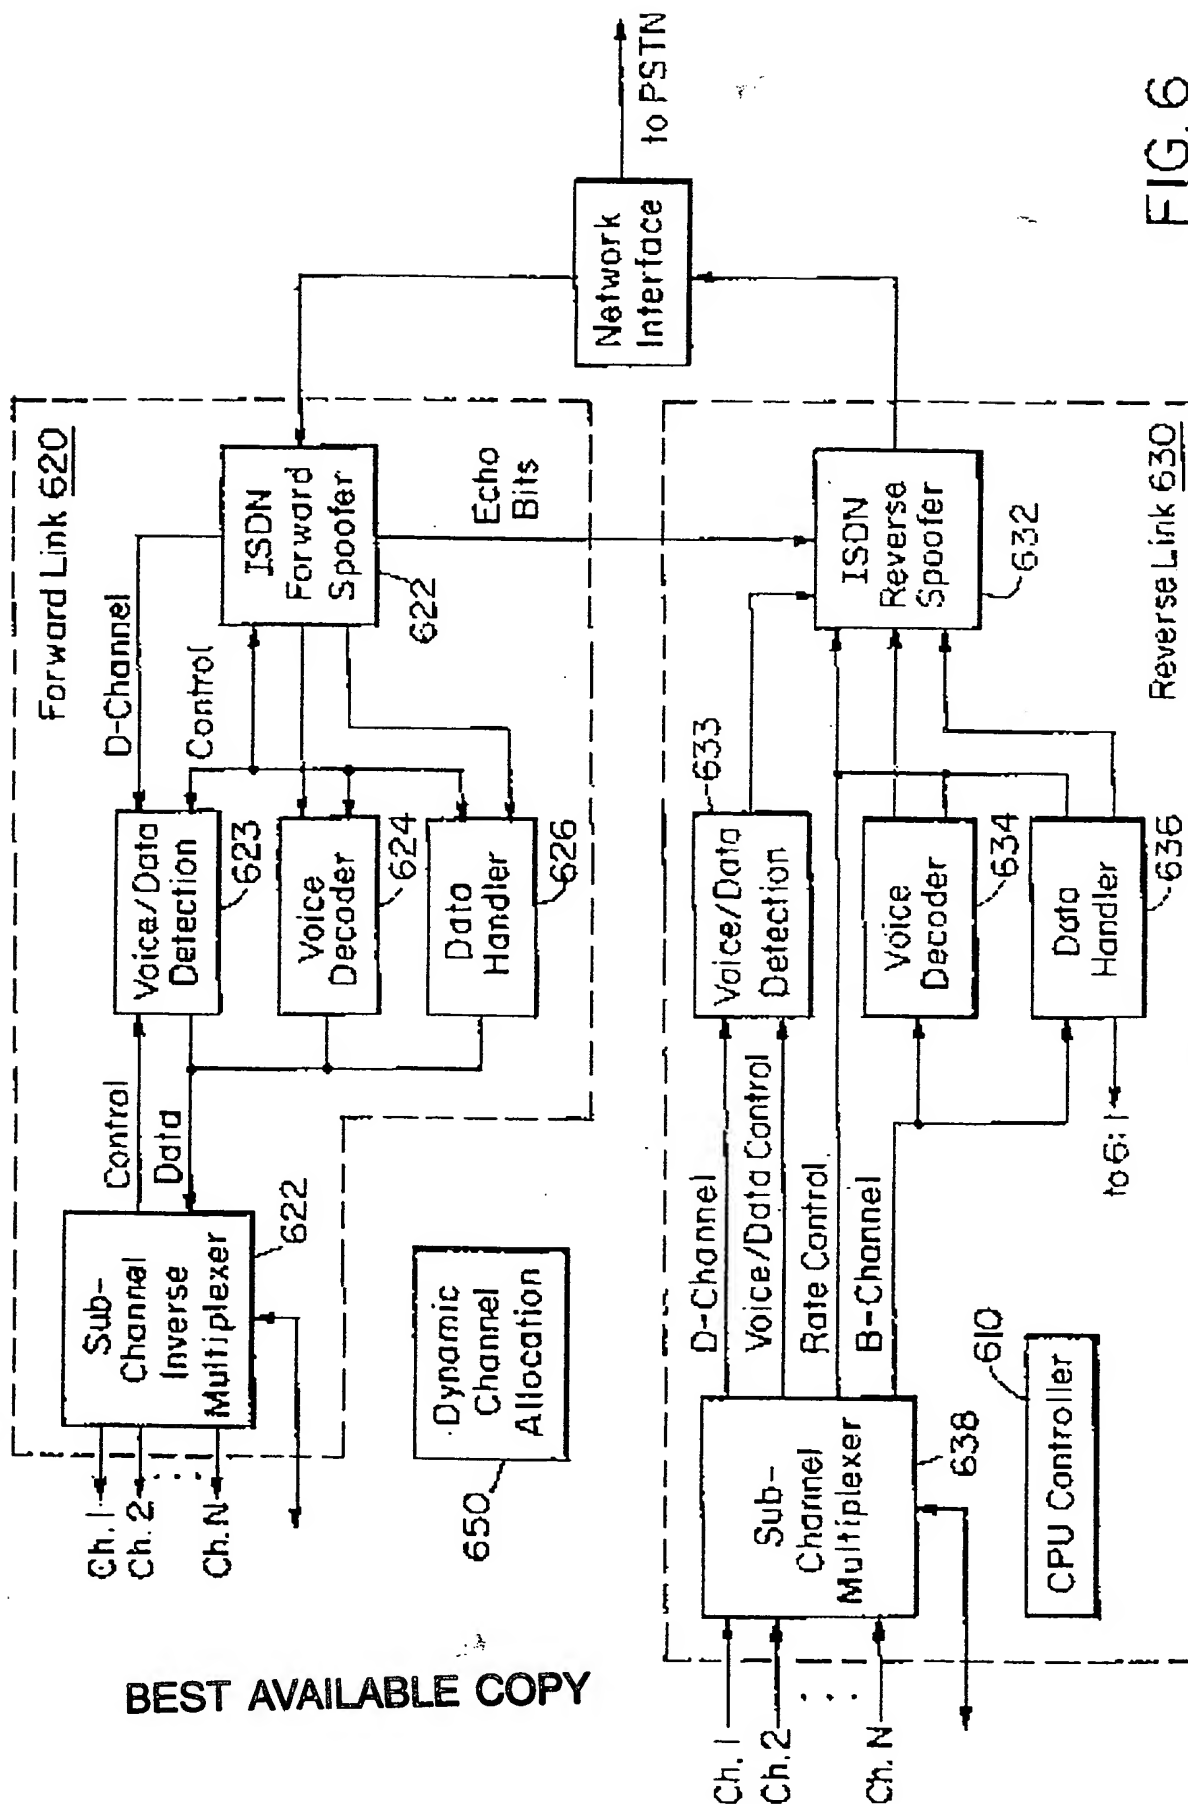 Forward Link 620
Sub-
Channel
Inverse
Multiplexer
622
Ch. 1
Ch. 2
. . . .
Ch. N
Control
Data
Voice/Data
Detection
623
Voice
Decoder
624
Data
Handler
626
D-Channel
Control
ISDN
Forward
Spoofer
622
Echo
Bits
Network
Interface
to PSTN
Dynamic
Channel
Allocation
650
Reverse Link 630
Sub-
Channel
Multiplexer
638
Ch. 1
Ch. 2
. . .
Ch. N
D-Channel
Voice/Data Control
Rate Control
B-Channel
Voice/Data
Detection
633
Voice
Decoder
634
Data
Handler
636
to 6: 1
ISDN
Reverse
Spoofer
632
CPU Controller
610
FIG. 6
BEST AVAILABLE COPY